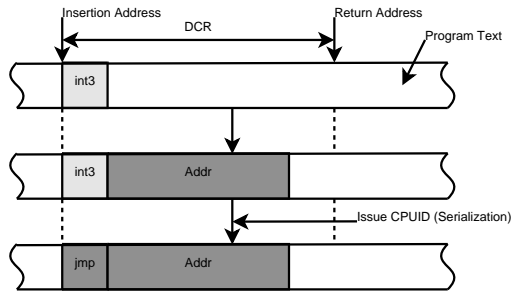 Insertion Address
Return Address
DCR
Program Text
int3
int3
Addr
Issue CPUID (Serialization)
jmp
Addr